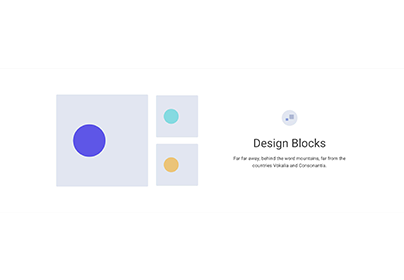 Design Blocks
Far far away, behind the word mountains, far from the
countries Vokalia and Consonantia.